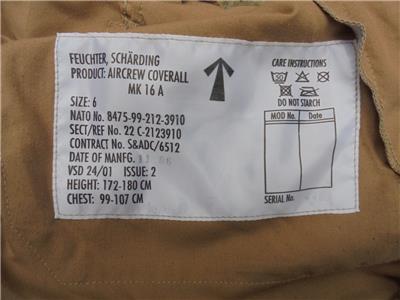 FEUCHTER, SCHÄRDING
PRODUCT: AIRCREW COVERALL
MK 16 A
SIZE: 6
NATO No. 8475-99-212-3910
SECT/REF No. 22 C-2123910
CONTRACT No. S&ADC/6512
DATE OF MANFG.
VSD 24/01 ISSUE: 2
HEIGHT: 172-180 CM
CHEST: 99-107 CM
CARE INSTRUCTIONS
DO NOT STARCH
MOD No. Date
SERIAL No.